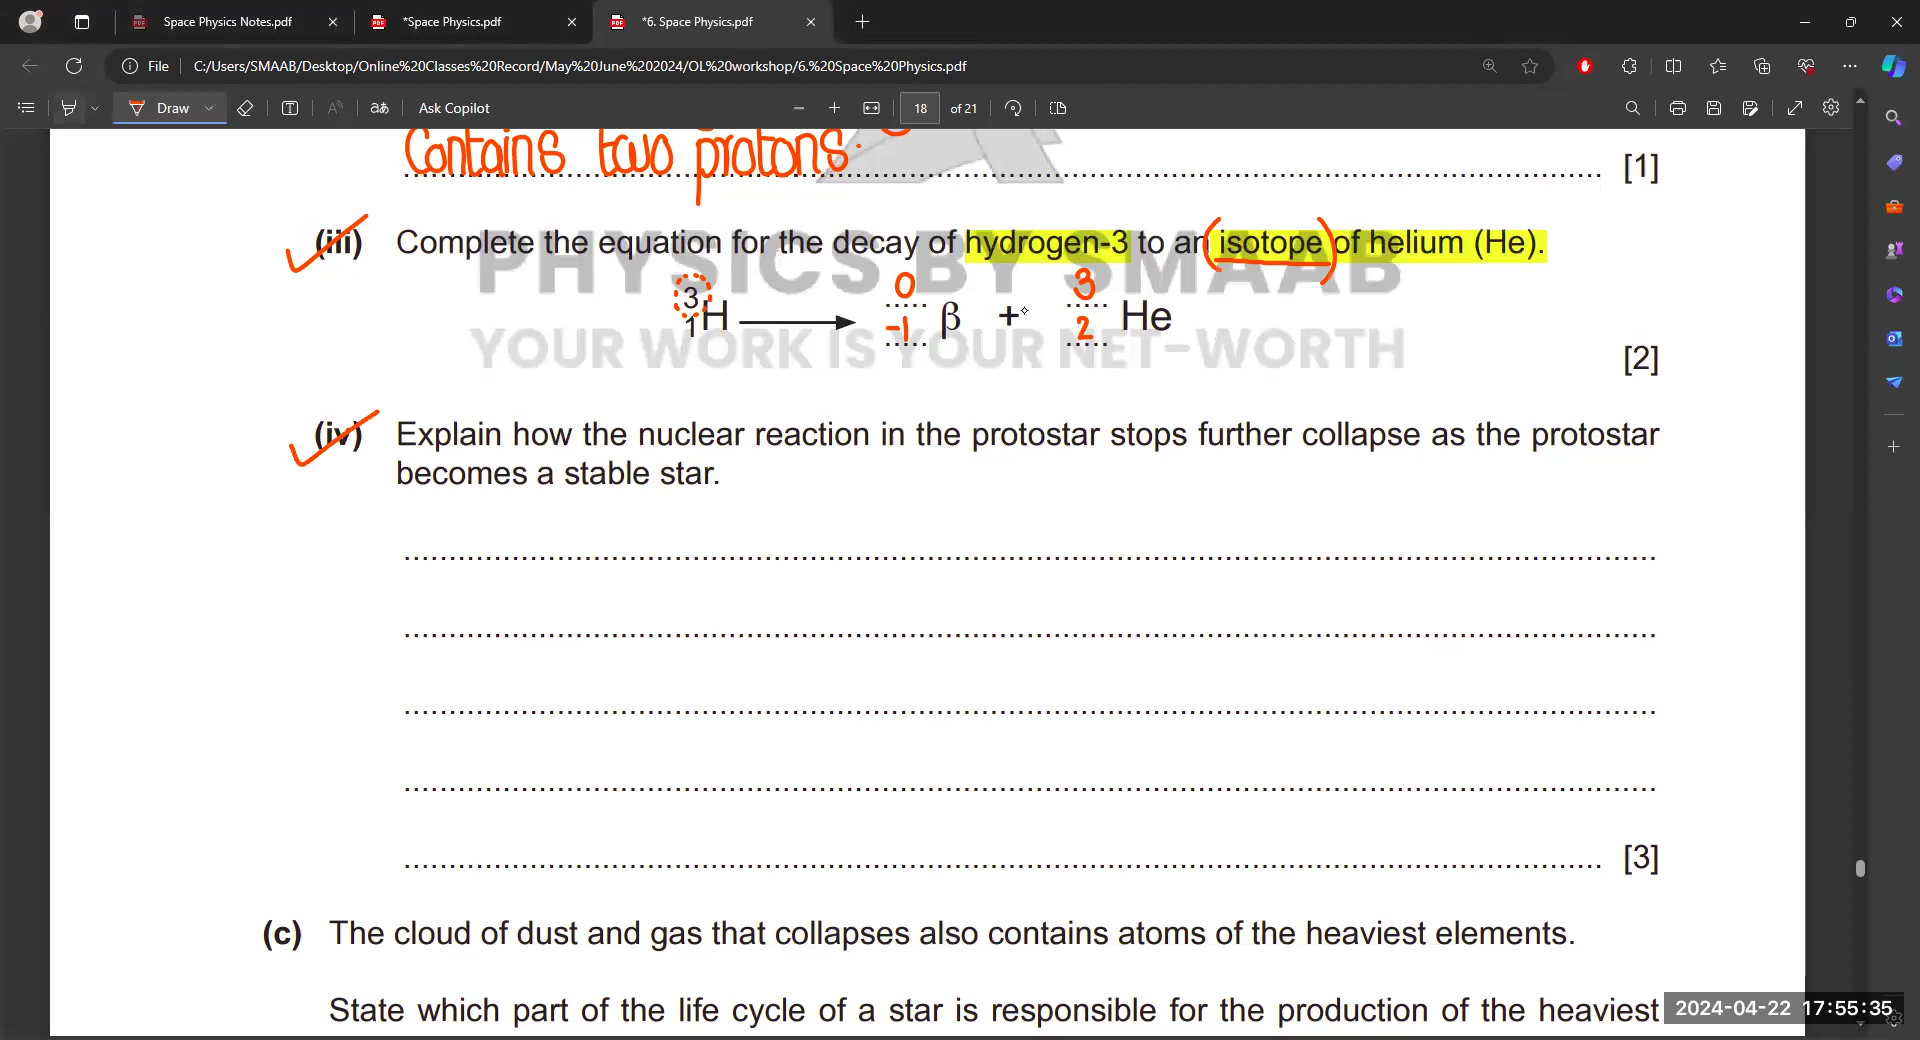 Space Physics Notes.pdf
*Space Physics.pdf
*6. Space Physics.pdf
File
C:/Users/SMAAB/Desktop/Online%20Classes%20Record/May%20June%202024/OL%20workshop/6.%20Space%20Physics.pdf
Draw
Ask Copilot
18 of 21
Contains two protons.
[1]
(iii) Complete the equation for the decay of hydrogen-3 to an isotope of helium (He).
PHYSICS BY SMAAB
3 0 3
H β + He
1 -1 2
YOUR WORK IS YOUR NET-WORTH
[2]
(iv) Explain how the nuclear reaction in the protostar stops further collapse as the protostar
becomes a stable star.
[3]
(c) The cloud of dust and gas that collapses also contains atoms of the heaviest elements.
State which part of the life cycle of a star is responsible for the production of the heaviest
2024-04-22 17:55:35